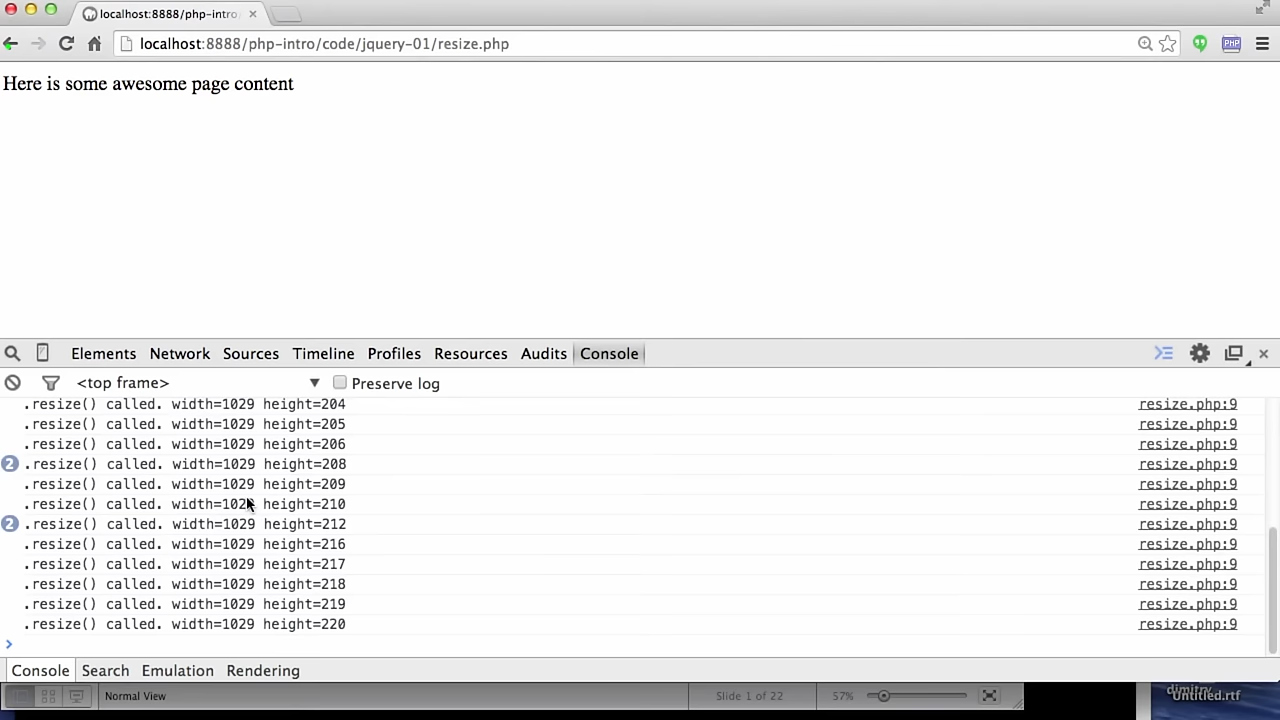 localhost:8888/php-intro
localhost:8888/php-intro/code/jquery-01/resize.php
PHP
Here is some awesome page content
Elements Network Sources Timeline Profiles Resources Audits Console
<top frame> Preserve log
.resize() called. width=1029 height=204 resize.php:9
.resize() called. width=1029 height=205 resize.php:9
.resize() called. width=1029 height=206 resize.php:9
2 .resize() called. width=1029 height=208 resize.php:9
.resize() called. width=1029 height=209 resize.php:9
.resize() called. width=1029 height=210 resize.php:9
2 .resize() called. width=1029 height=212 resize.php:9
.resize() called. width=1029 height=216 resize.php:9
.resize() called. width=1029 height=217 resize.php:9
.resize() called. width=1029 height=218 resize.php:9
.resize() called. width=1029 height=219 resize.php:9
.resize() called. width=1029 height=220 resize.php:9
>
Console Search Emulation Rendering
Normal View Slide 1 of 22 57%
dimitry
Untitled.rtf